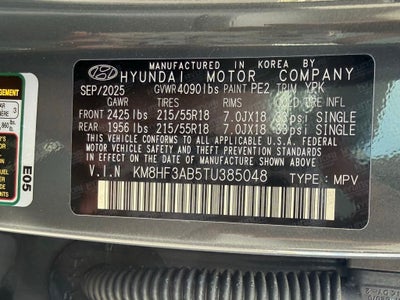 MANUFACTURED IN KOREA BY
HYUNDAI MOTOR COMPANY
SEP/2025 GVWR 4090lbs PAINT PE2 TRIM YPK
GAWR TIRES RIMS COLD TIRE INFL
FRONT 2425lbs 215/55R18 7.0JX18 33psi SINGLE
REAR 1956lbs 215/55R18 7.0JX18 33psi SINGLE
THIS VEHICLE CONFORMS TO ALL APPLICABLE U.S.A. FEDERAL
MOTOR VEHICLE SAFETY, BUMPER, AND THEFT PREVENTION STANDARDS
IN EFFECT ON THE DATE OF MANUFACTURE SHOWN ABOVE.
V.I.N KM8HF3AB5TU385048
TYPE: MPV
E05